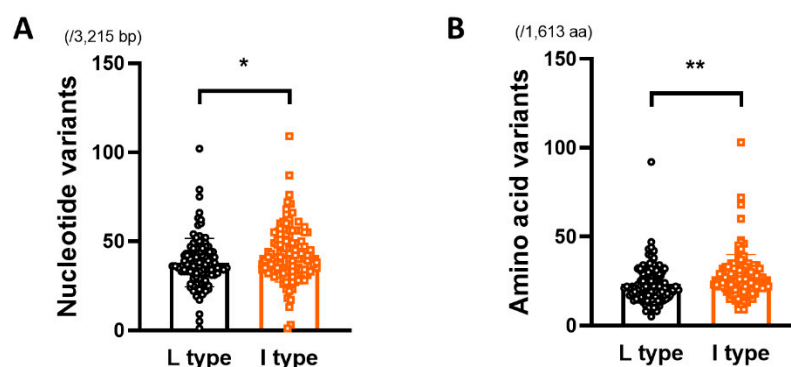 A
(/3,215 bp)
Nucleotide variants
150
100
50
0
*
L type
I type
B
(/1,613 aa)
Amino acid variants
150
100
50
0
**
L type
I type